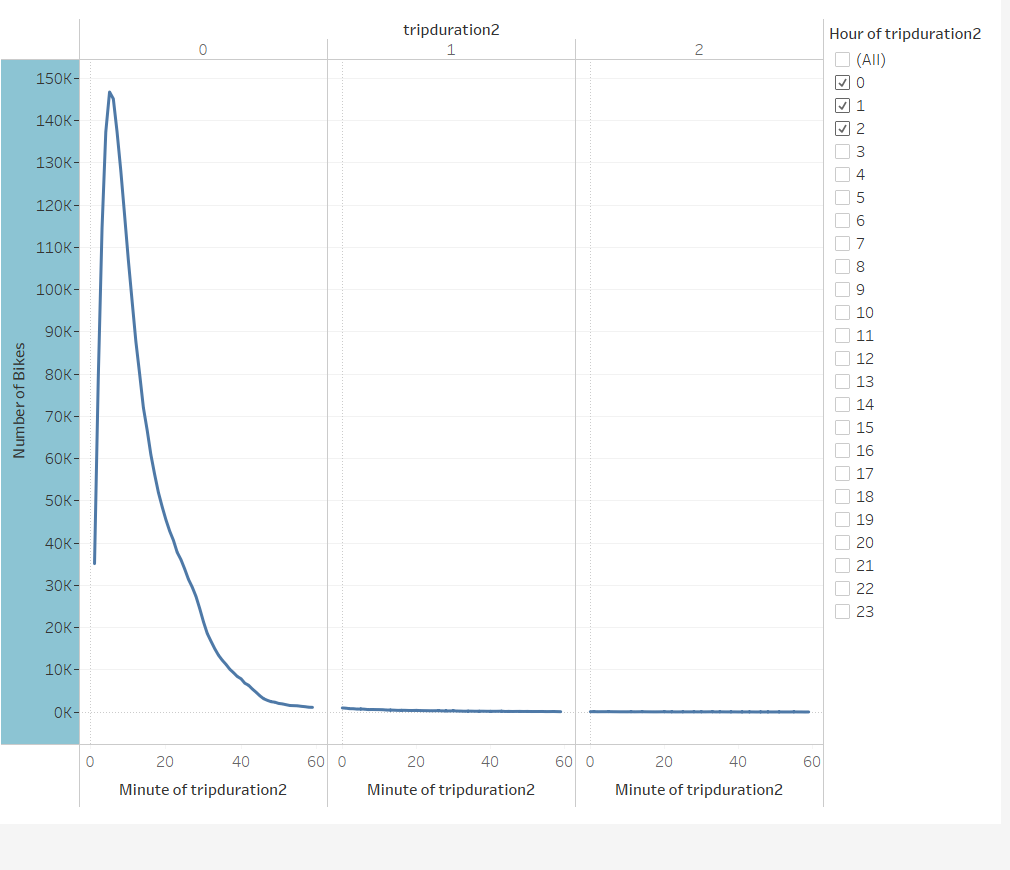 tripduration2
0 1 2
Hour of tripduration2
(All)
0
1
2
3
4
5
6
7
8
9
10
11
12
13
14
15
16
17
18
19
20
21
22
23
Number of Bikes
150K
140K
130K
120K
110K
100K
90K
80K
70K
60K
50K
40K
30K
20K
10K
0K
0 20 40 60 0 20 40 60 0 20 40 60
Minute of tripduration2 Minute of tripduration2 Minute of tripduration2